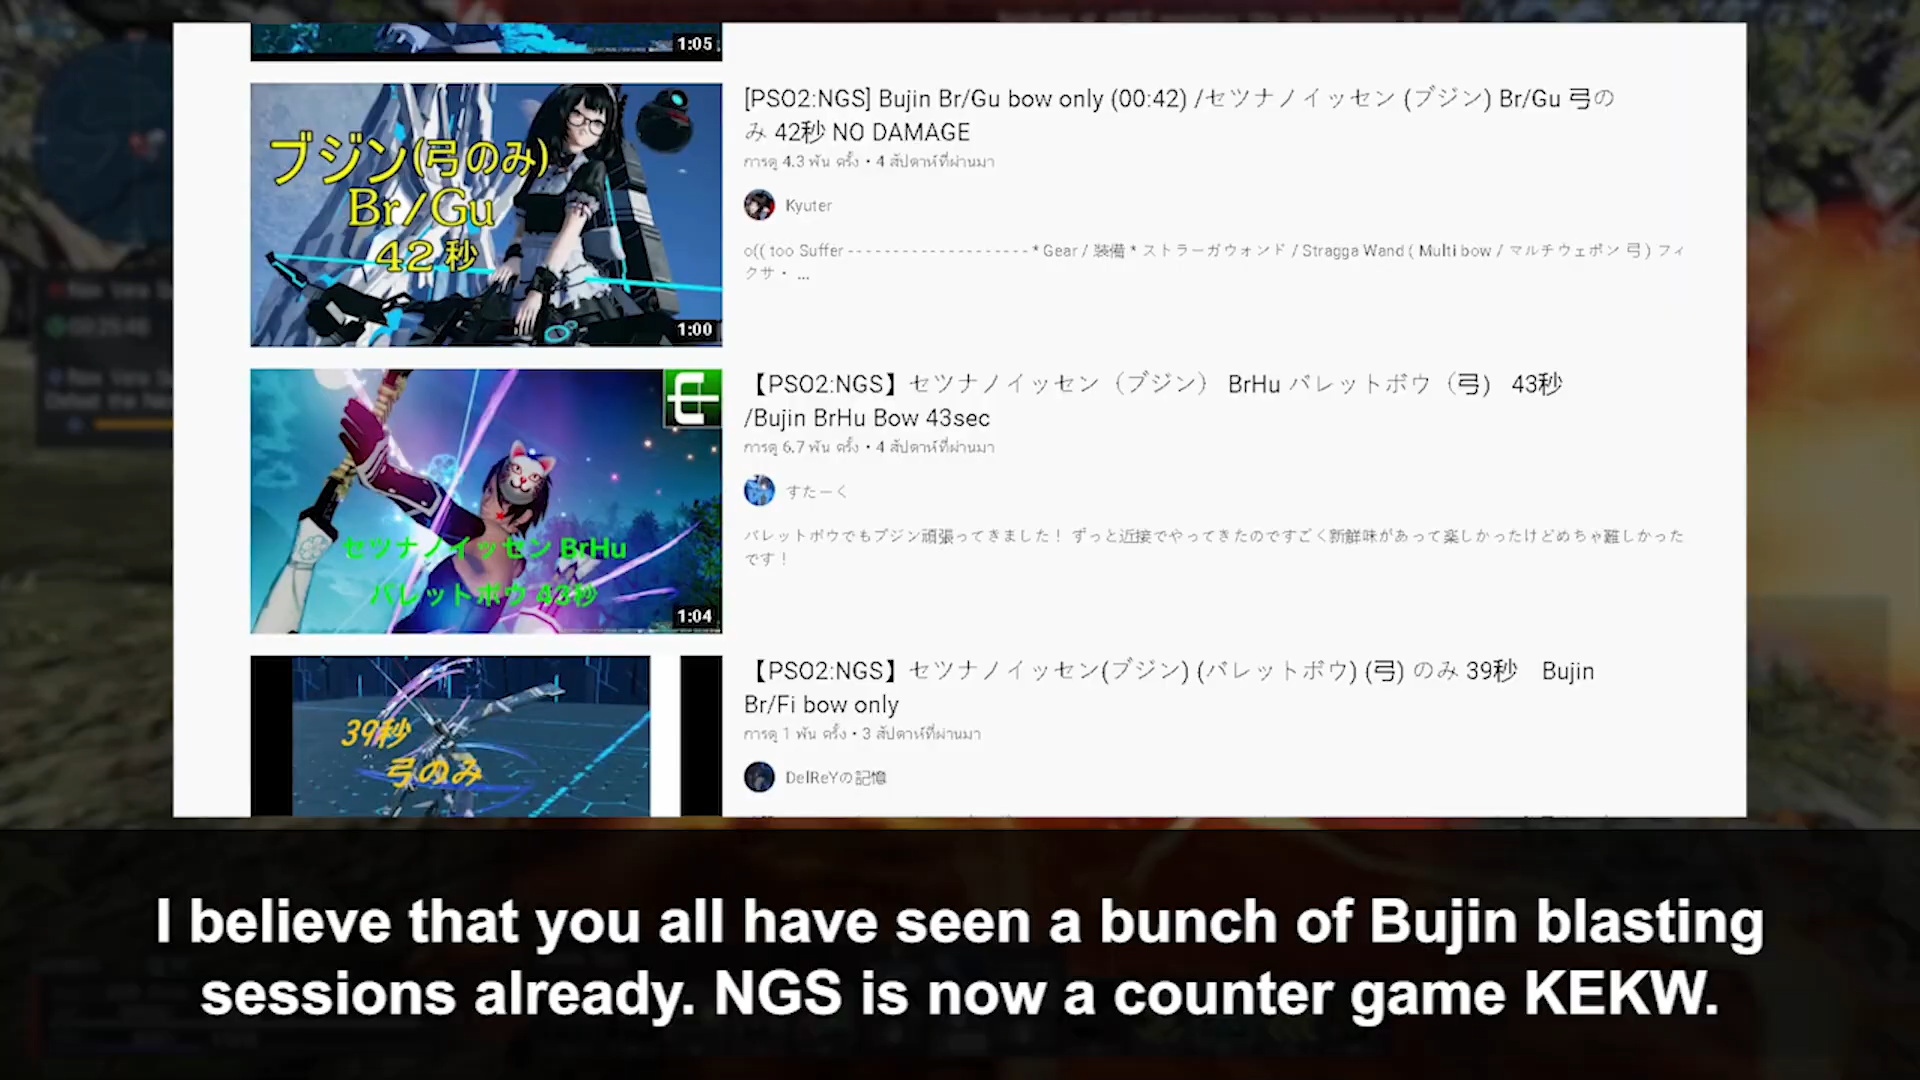 1:05
ブジン(弓のみ)
Br/Gu
42秒
1:00
[PSO2:NGS] Bujin Br/Gu bow only (00:42) /セツナノイッセン (ブジン) Br/Gu 弓の
み 42秒 NO DAMAGE
การดู 4.3 พัน ครั้ง • 4 สัปดาห์ที่ผ่านมา
Kyuter
o(( too Suffer - - - - - - - - - - - - - - - - - - - - * Gear / 装備 * ストラーガウォンド / Stragga Wand ( Multi bow / マルチウェポン 弓 ) フィ
クサ・ ...
セツナノイッセン BrHu
バレットボウ 43秒
1:04
【PSO2:NGS】セツナノイッセン（ブジン） BrHu バレットボウ（弓） 43秒
/Bujin BrHu Bow 43sec
การดู 6.7 พัน ครั้ง • 4 สัปดาห์ที่ผ่านมา
すたーく
バレットボウでもブジン頑張ってきました！ ずっと近接でやってきたのですごく新鮮味があって楽しかったけどめちゃ難しかった
です！
39秒
弓のみ
【PSO2:NGS】セツナノイッセン(ブジン) (バレットボウ) (弓) のみ 39秒 Bujin
Br/Fi bow only
การดู 1 พัน ครั้ง • 3 สัปดาห์ที่ผ่านมา
DelReYの記憶
I believe that you all have seen a bunch of Bujin blasting
sessions already. NGS is now a counter game KEKW.